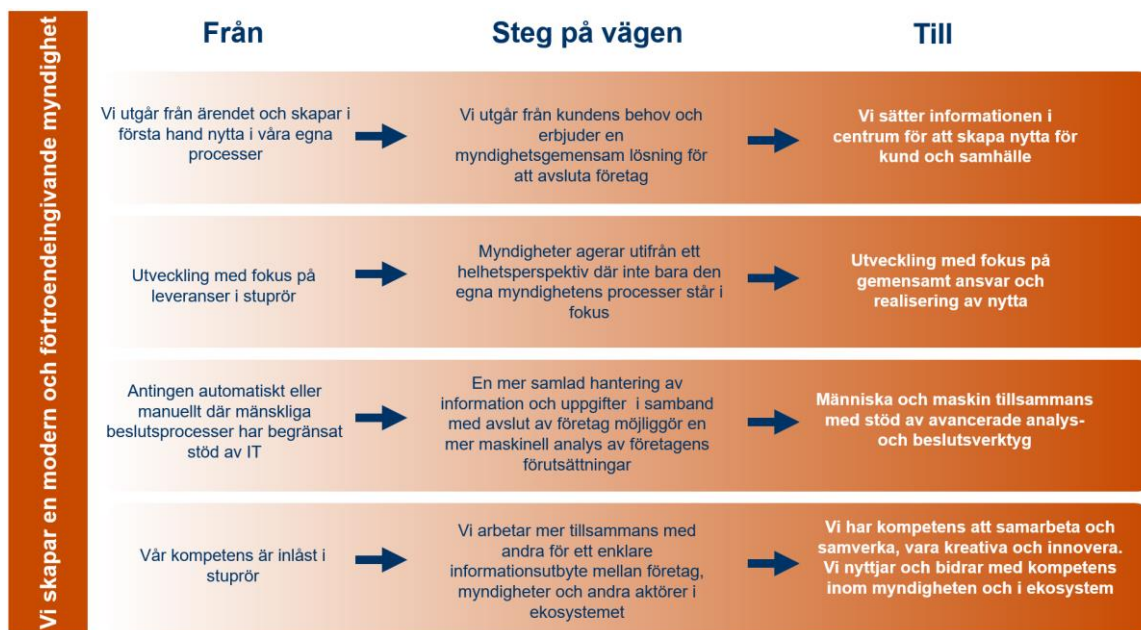 Vi skapar en modern och förtroendeingivande myndighet
Från
Steg på vägen
Till
Vi utgår från ärendet och skapar i
första hand nytta i våra egna
processer
Vi utgår från kundens behov och
erbjuder en
myndighetsgemensam lösning för
att avsluta företag
Vi sätter informationen i
centrum för att skapa nytta för
kund och samhälle
Utveckling med fokus på
leveranser i stuprör
Myndigheter agerar utifrån ett
helhetsperspektiv där inte bara den
egna myndighetens processer står i
fokus
Utveckling med fokus på
gemensamt ansvar och
realisering av nytta
Antingen automatiskt eller
manuellt där mänskliga
beslutsprocesser har begränsat
stöd av IT
En mer samlad hantering av
information och uppgifter i samband
med avslut av företag möjliggör en
mer maskinell analys av företagens
förutsättningar
Människa och maskin tillsammans
med stöd av avancerade analys-
och beslutsverktyg
Vår kompetens är inlåst i
stuprör
Vi arbetar mer tillsammans med
andra för ett enklare
informationsutbyte mellan företag,
myndigheter och andra aktörer i
ekosystemet
Vi har kompetens att samarbeta och
samverka, vara kreativa och innovera.
Vi nyttjar och bidrar med kompetens
inom myndigheten och i ekosystem